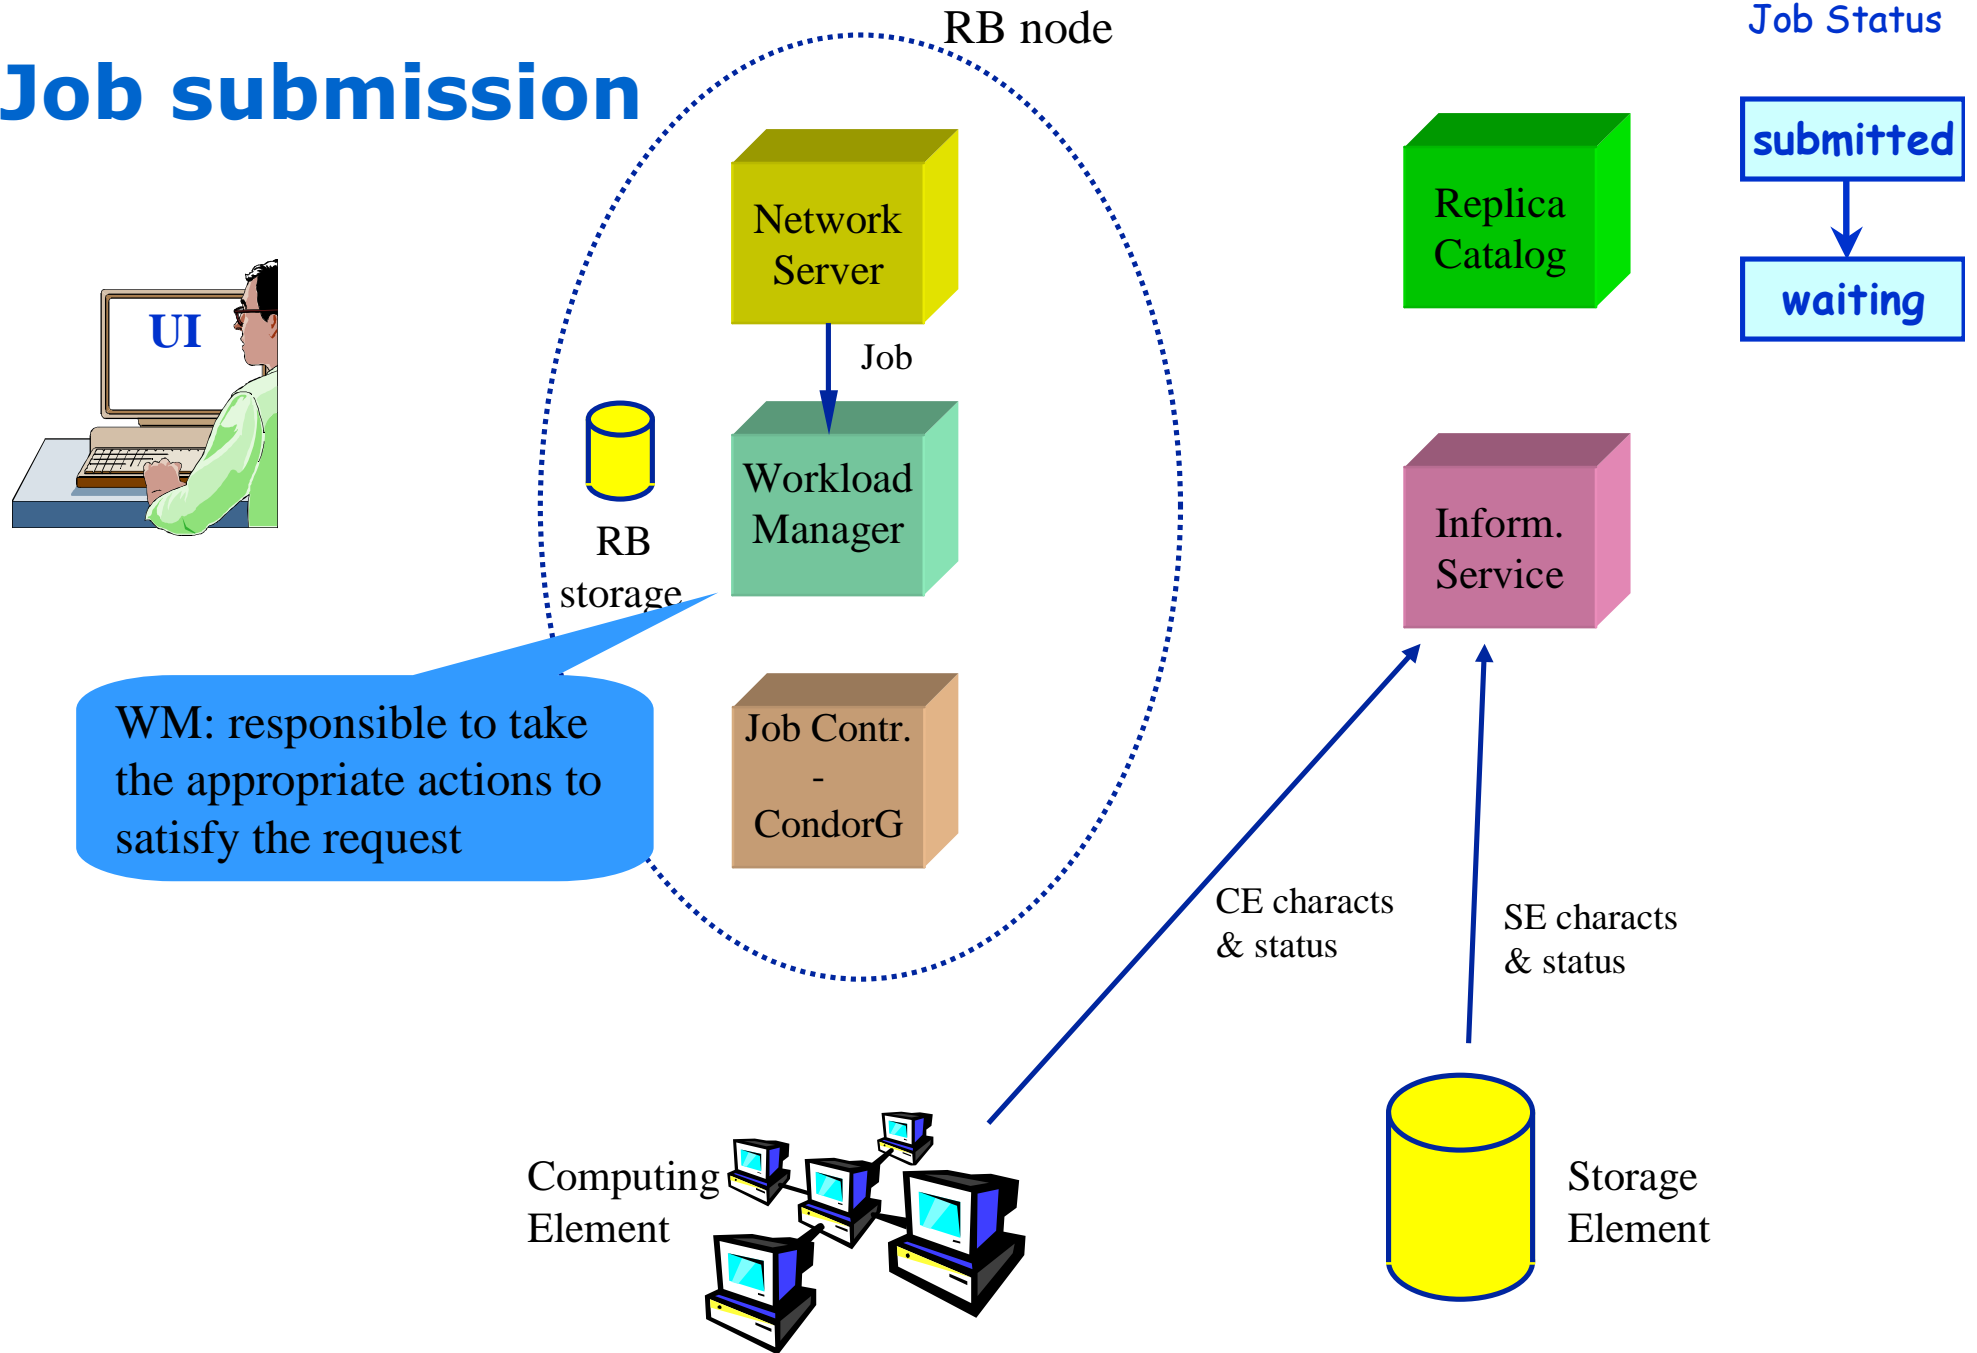 RB node
Job Status
Job submission
submitted
waiting
UI
Network
Server
Job
Replica
Catalog
Workload
Manager
RB
storage
Inform.
Service
WM: responsible to take
the appropriate actions to
satisfy the request
Job Contr.
-
CondorG
CE characts
& status
SE characts
& status
Computing
Element
Storage
Element